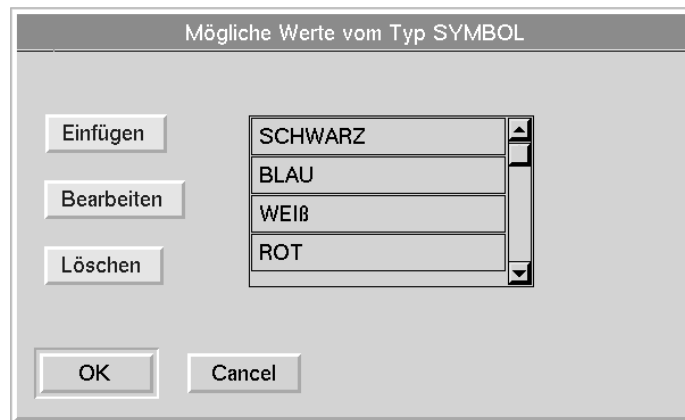 Mögliche Werte vom Typ SYMBOL
Einfügen
SCHWARZ
BLAU
Bearbeiten
WEIß
Löschen
ROT
OK
Cancel